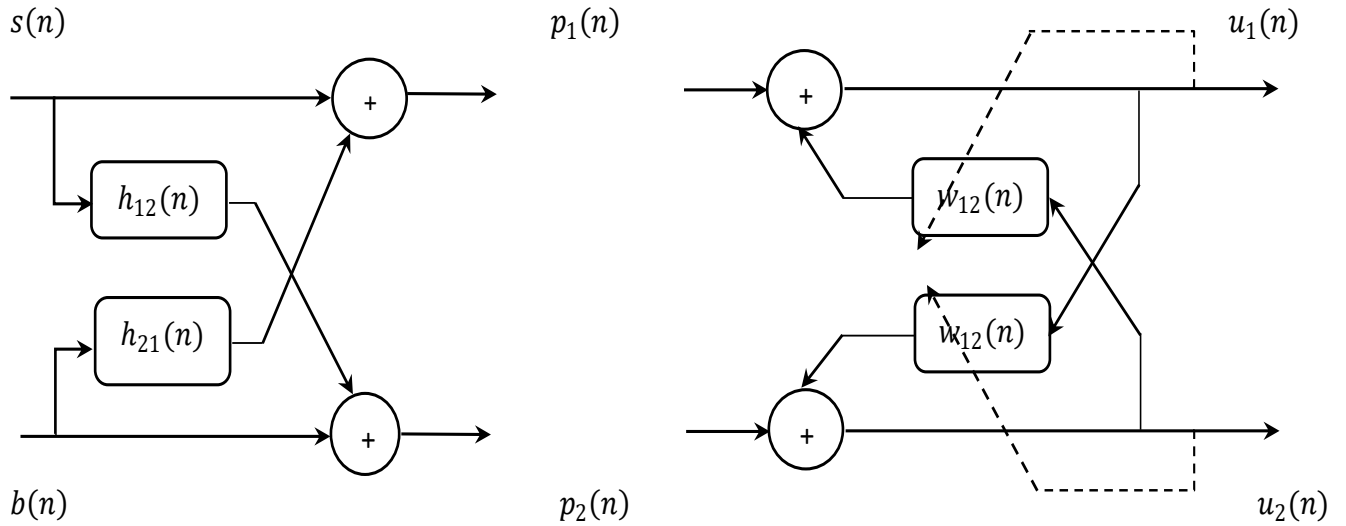 s(n)
p₁(n)
u₁(n)
+
+
h₁₂(n)
w₁₂(n)
h₂₁(n)
w₁₂(n)
+
+
b(n)
p₂(n)
u₂(n)